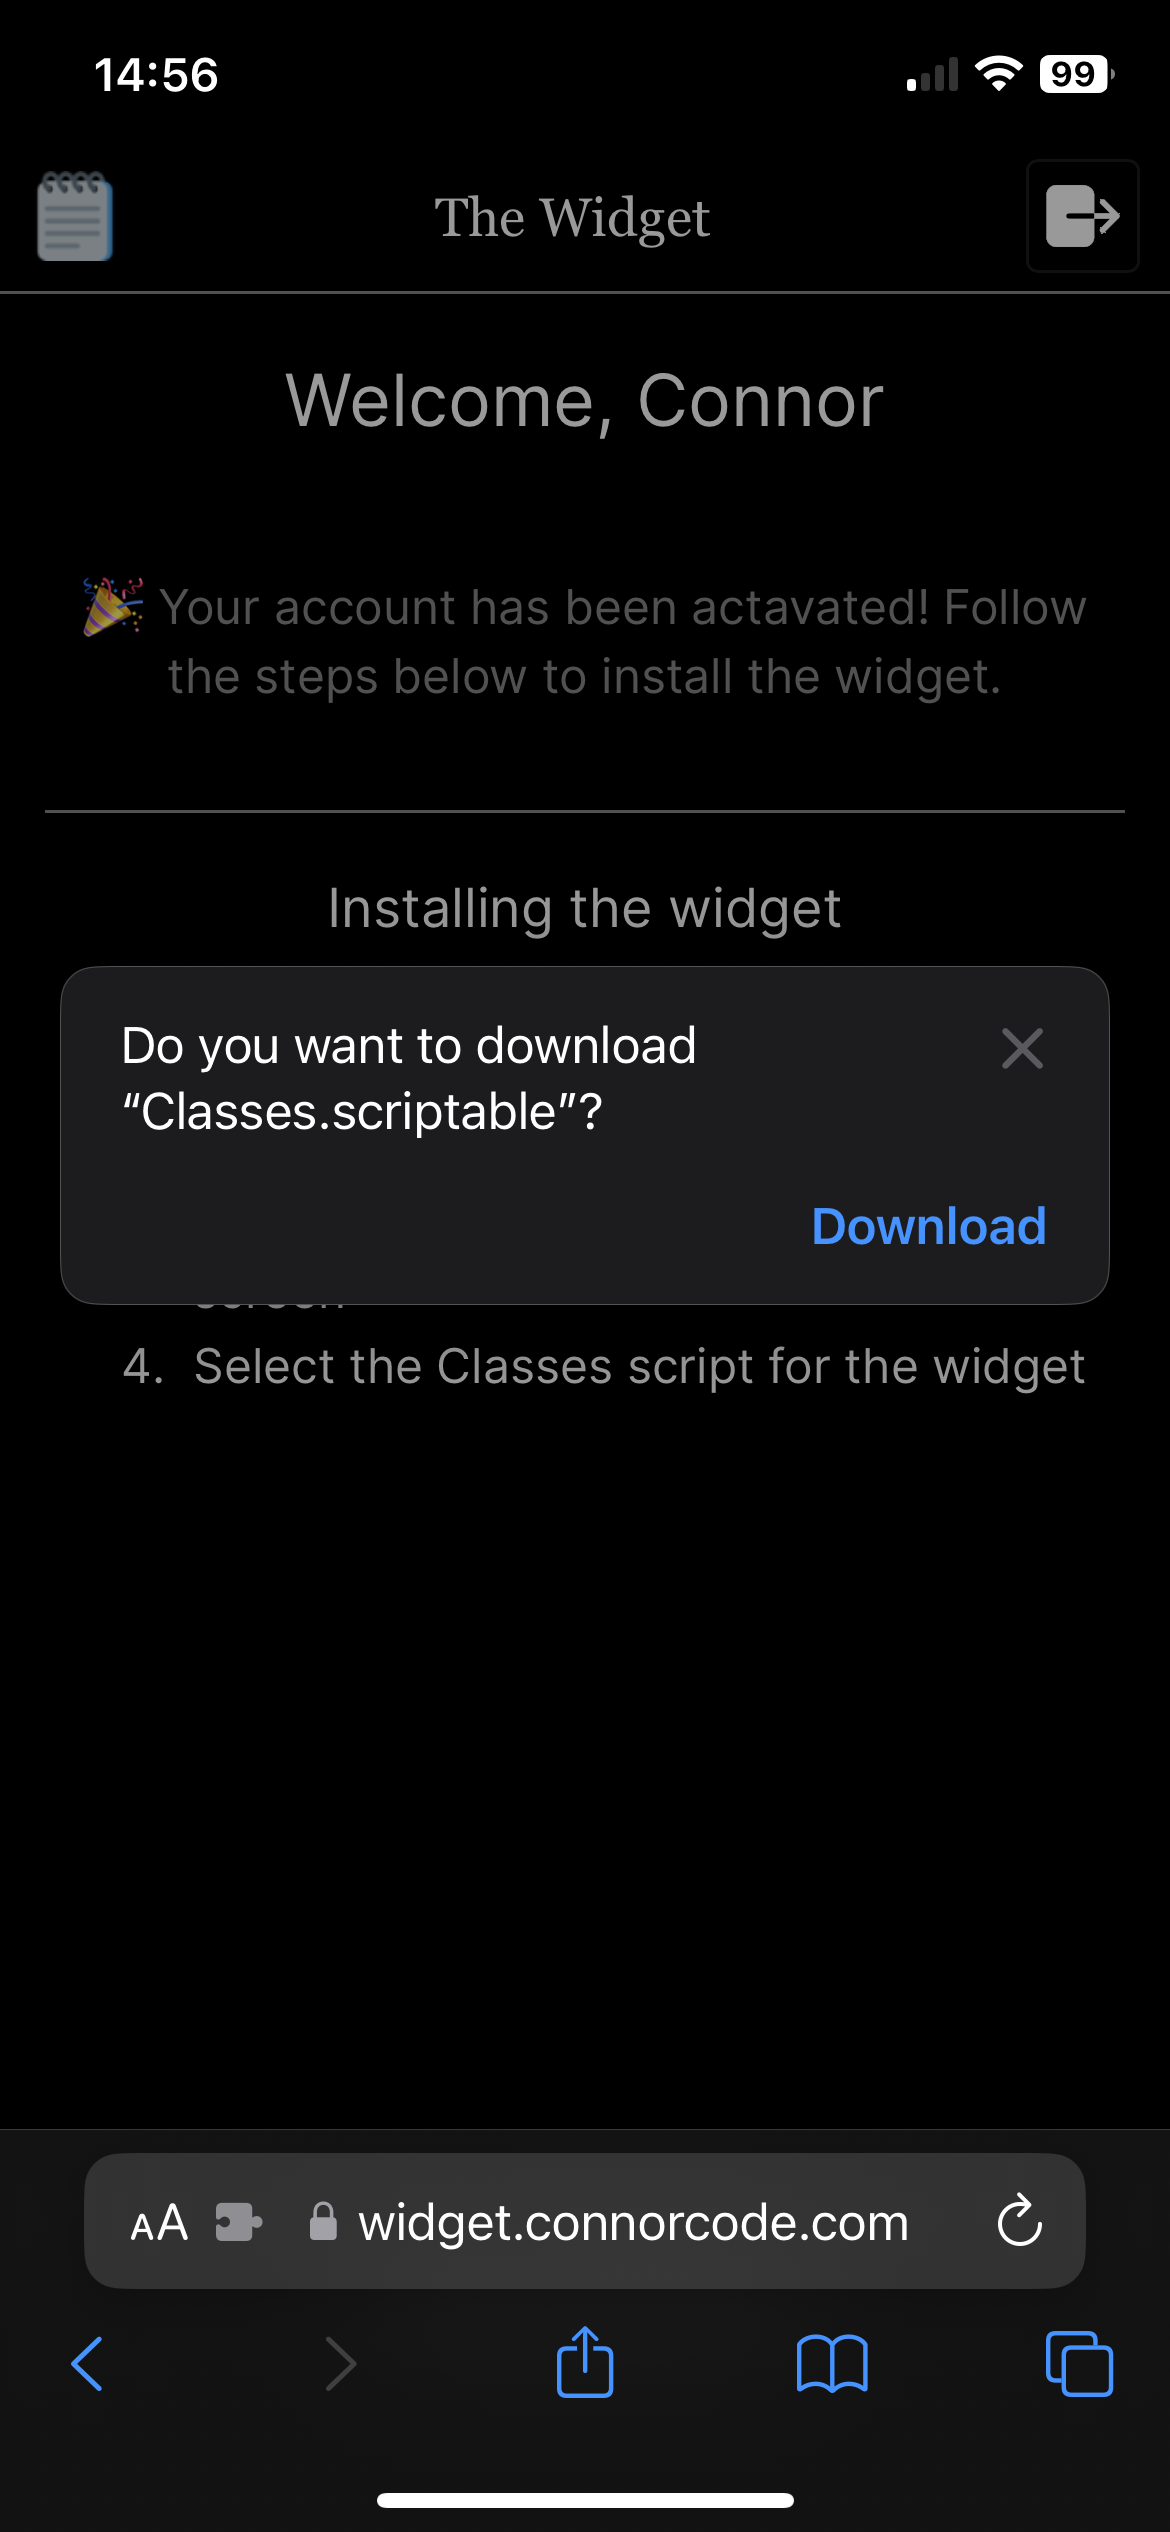 14:56
99
The Widget
Welcome, Connor
🎉 Your account has been actavated! Follow
the steps below to install the widget.
Installing the widget
Do you want to download
“Classes.scriptable”?
Download
4. Select the Classes script for the widget
AA widget.connorcode.com